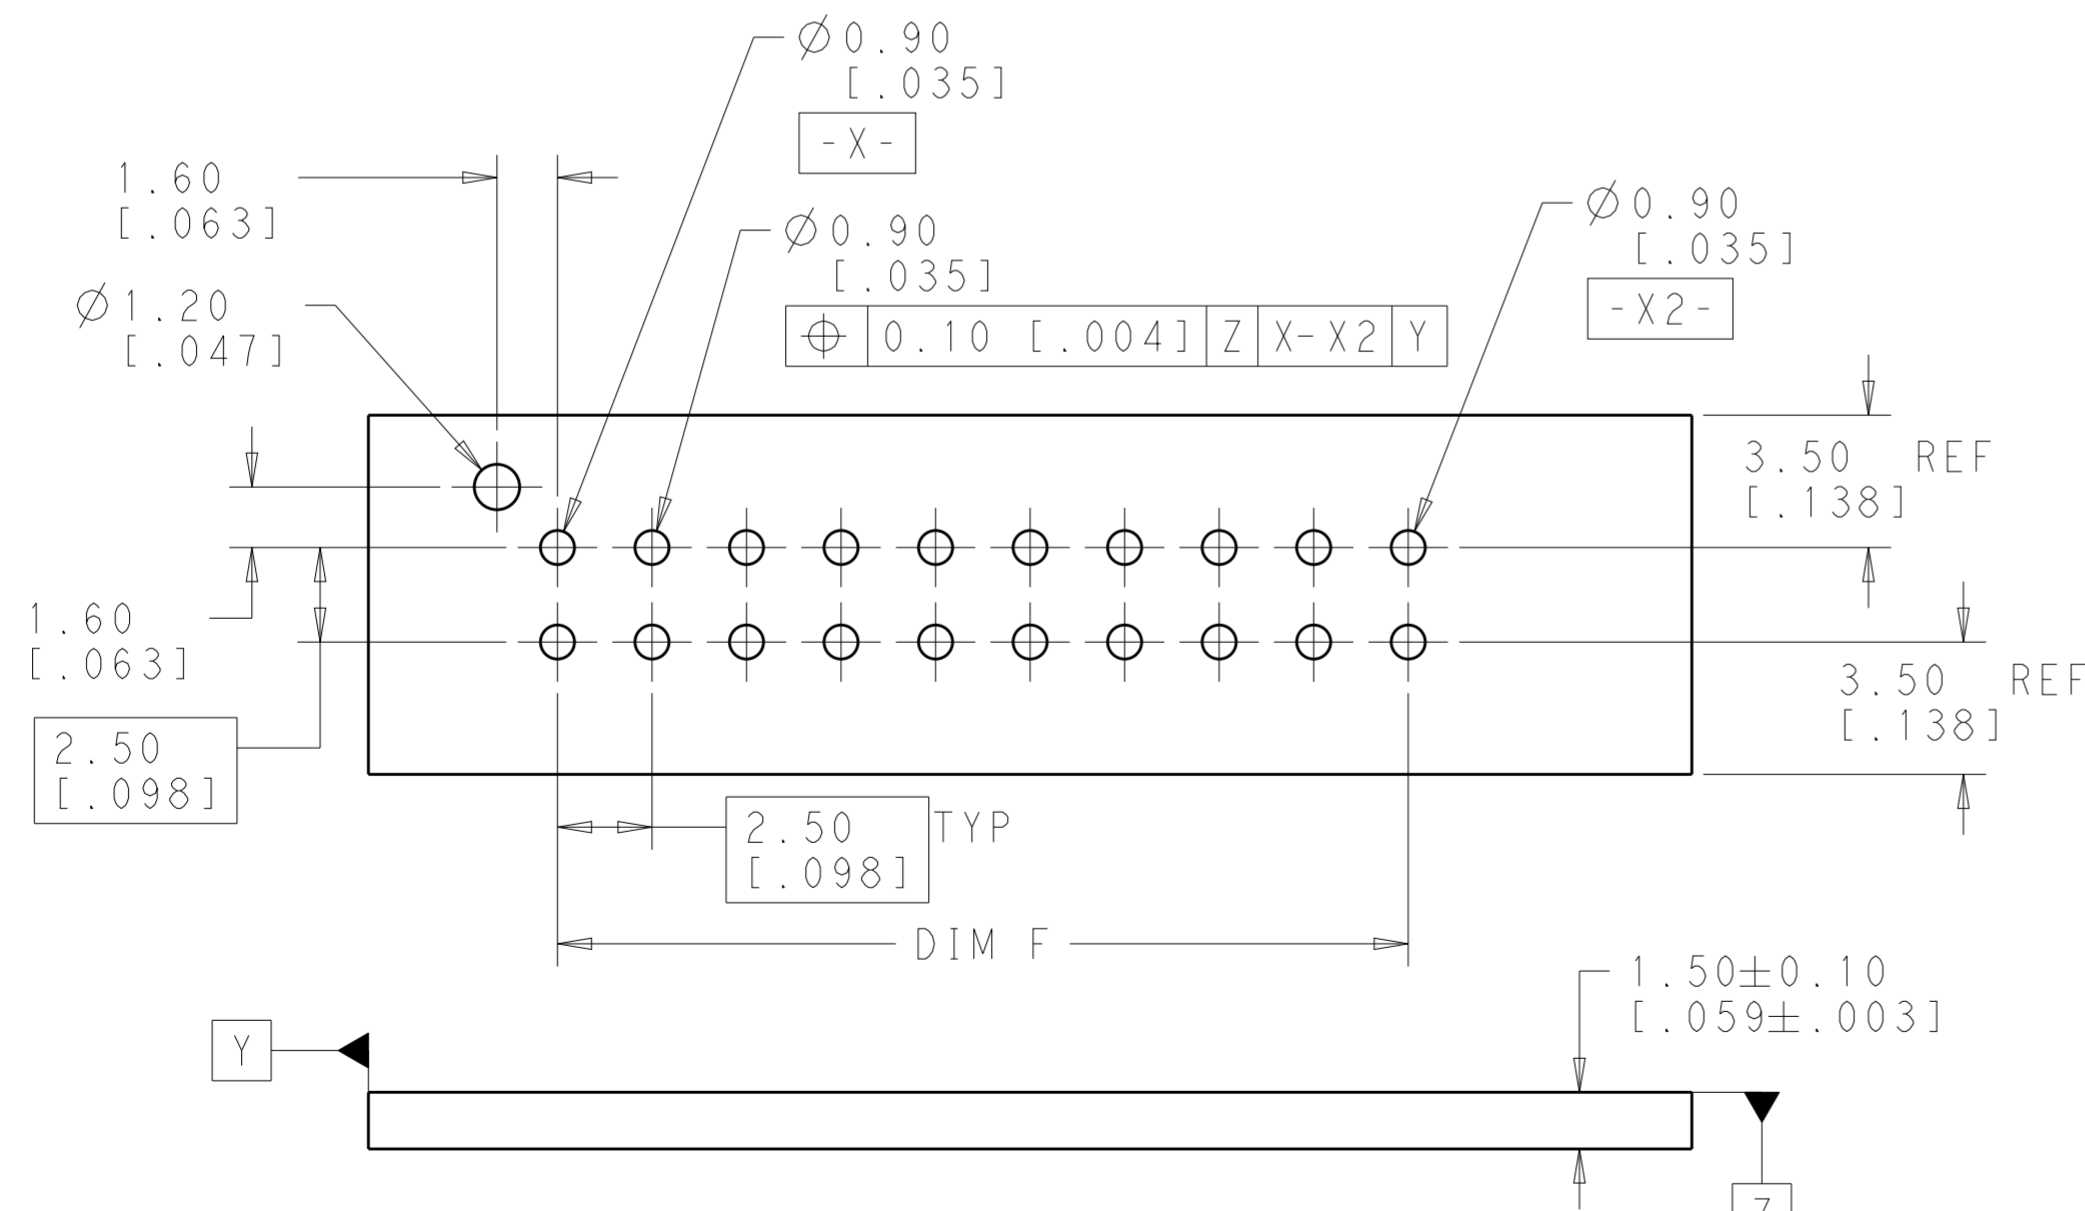 Ø0.90
[.035]
-X-
1.60
[.063]
Ø0.90
[.035]
0.10 [.004] Z X-X2 Y
Ø0.90
[.035]
-X2-
Ø1.20
[.047]
3.50 REF
[.138]
1.60
[.063]
3.50 REF
[.138]
2.50
[.098]
2.50 TYP
[.098]
DIM F
1.50±0.10
[.059±.003]
Y